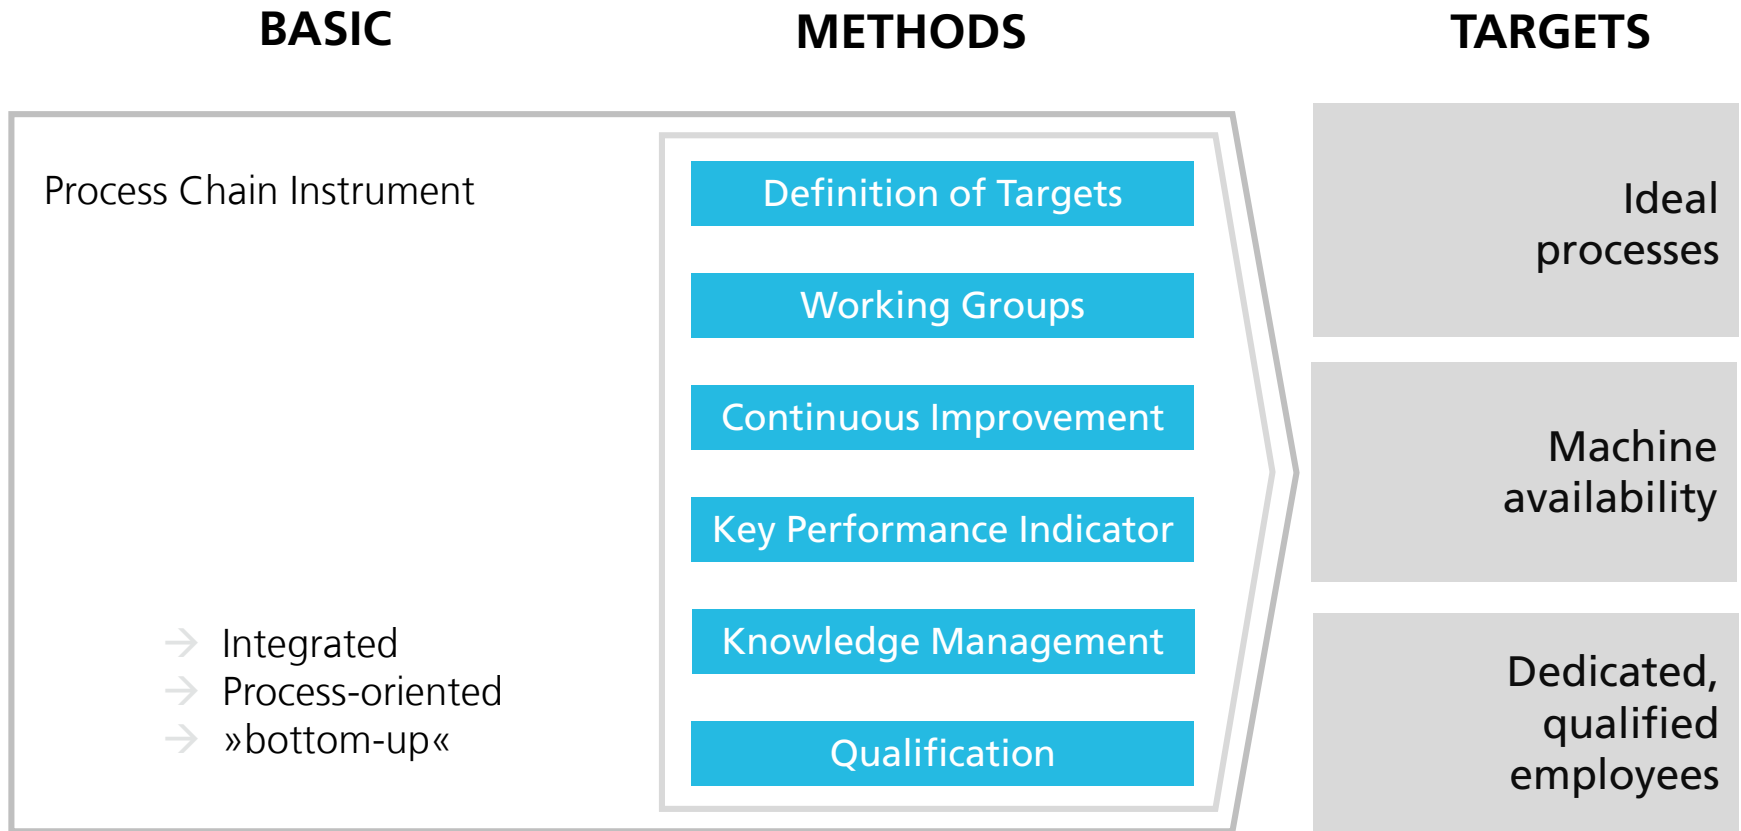 BASIC
METHODS
TARGETS
Process Chain Instrument
→ Integrated
→ Process-oriented
→ »bottom-up«
Definition of Targets
Working Groups
Continuous Improvement
Key Performance Indicator
Knowledge Management
Qualification
Ideal
processes
Machine
availability
Dedicated,
qualified
employees